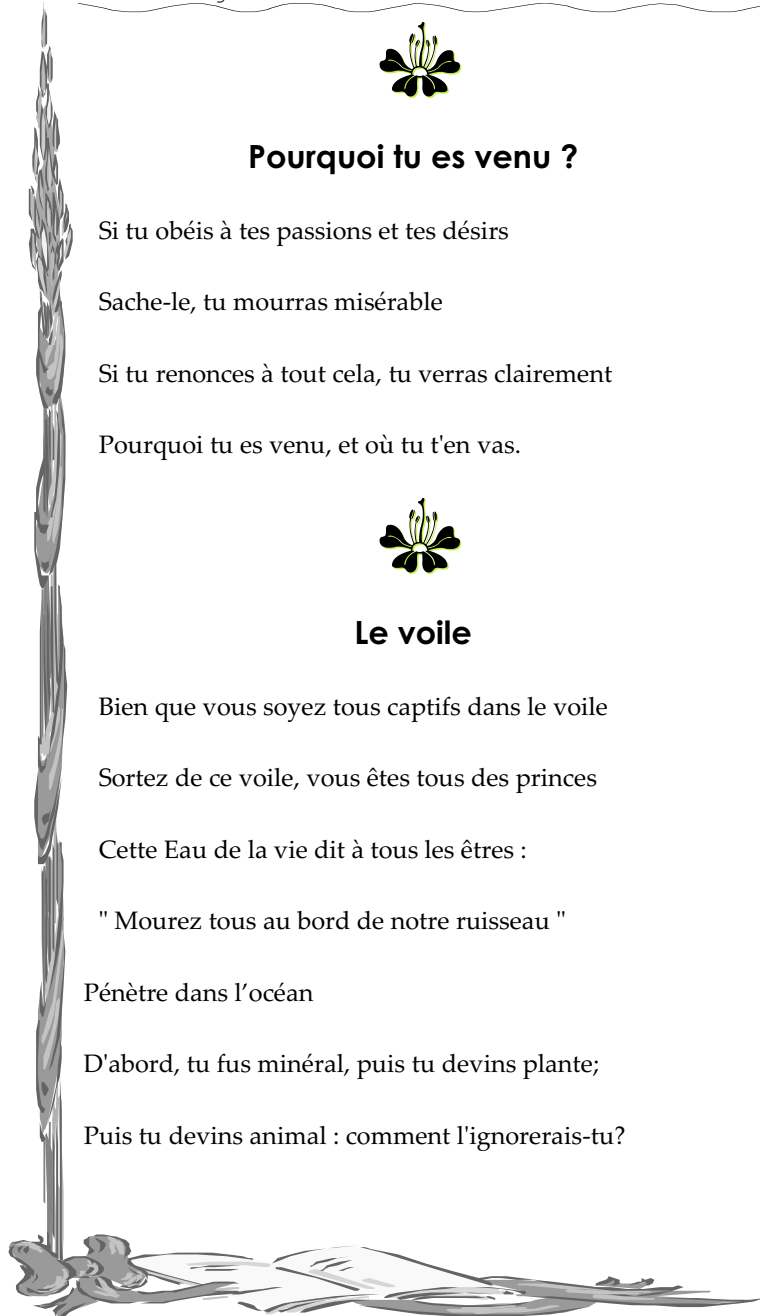 Pourquoi tu es venu ?
Si tu obéis à tes passions et tes désirs
Sache-le, tu mourras misérable
Si tu renonces à tout cela, tu verras clairement
Pourquoi tu es venu, et où tu t'en vas.
Le voile
Bien que vous soyez tous captifs dans le voile
Sortez de ce voile, vous êtes tous des princes
Cette Eau de la vie dit à tous les êtres :
" Mourez tous au bord de notre ruisseau "
Pénètre dans l’océan
D'abord, tu fus minéral, puis tu devins plante;
Puis tu devins animal : comment l'ignorerais-tu?